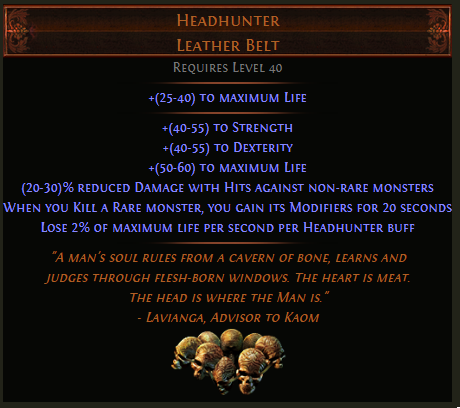 Headhunter
Leather Belt
Requires Level 40
+(25-40) to maximum Life
+(40-55) to Strength
+(40-55) to Dexterity
+(50-60) to maximum Life
(20-30)% reduced Damage with Hits against non-rare monsters
When you Kill a Rare monster, you gain its Modifiers for 20 seconds
Lose 2% of maximum life per second per Headhunter buff
"A man's soul rules from a cavern of bone, learns and
judges through flesh-born windows. The heart is meat.
The head is where the Man is."
- Lavianga, Advisor to Kaom